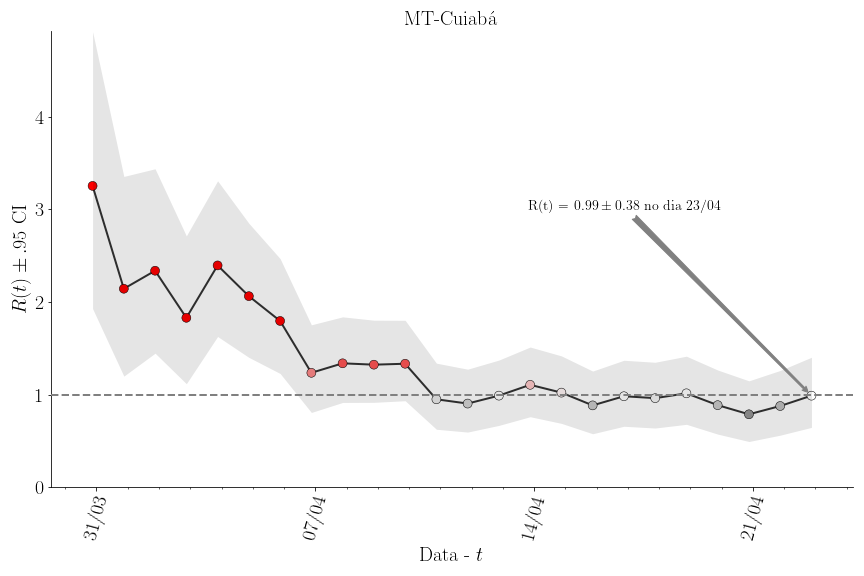 MT-Cuiabá
R(t) ± .95 CI
4
3
2
1
0
R(t) = 0.99 ± 0.38 no dia 23/04
31/03
07/04
14/04
21/04
Data - t